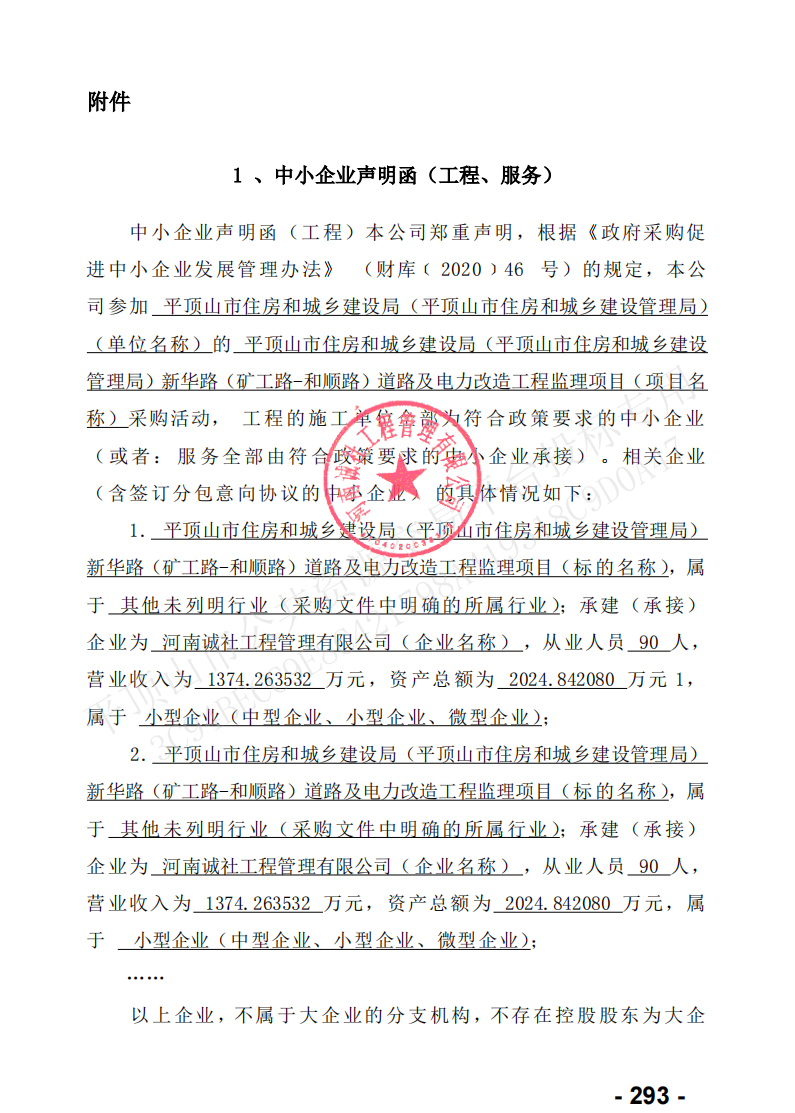 附件
1 、中小企业声明函（工程、服务）
中小企业声明函（工程）本公司郑重声明，根据《政府采购促
进中小企业发展管理办法》 （财库﹝2020﹞46 号）的规定，本公
司参加 平顶山市住房和城乡建设局（平顶山市住房和城乡建设管理局）
（单位名称）的 平顶山市住房和城乡建设局（平顶山市住房和城乡建设
管理局）新华路（矿工路-和顺路）道路及电力改造工程监理项目（项目名
称）采购活动， 工程的施工单位全部为符合政策要求的中小企业
（或者：服务全部由符合政策要求的中小企业承接）。相关企业
（含签订分包意向协议的中小企业） 的具体情况如下：
1. 平顶山市住房和城乡建设局（平顶山市住房和城乡建设管理局）
新华路（矿工路-和顺路）道路及电力改造工程监理项目（标的名称），属
于 其他未列明行业（采购文件中明确的所属行业）；承建（承接）
企业为 河南诚社工程管理有限公司（企业名称），从业人员 90 人，
营业收入为 1374.263532 万元，资产总额为 2024.842080 万元 1，
属于 小型企业（中型企业、小型企业、微型企业）；
2. 平顶山市住房和城乡建设局（平顶山市住房和城乡建设管理局）
新华路（矿工路-和顺路）道路及电力改造工程监理项目（标的名称），属
于 其他未列明行业（采购文件中明确的所属行业）；承建（承接）
企业为 河南诚社工程管理有限公司（企业名称），从业人员 90 人，
营业收入为 1374.263532 万元，资产总额为 2024.842080 万元，属
于 小型企业（中型企业、小型企业、微型企业）；
……
以上企业，不属于大企业的分支机构，不存在控股股东为大企
- 293 -
河南诚社工程管理有限公司